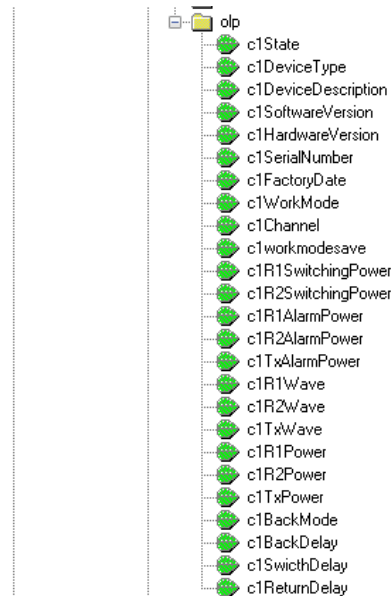 olp
c1State
c1DeviceType
c1DeviceDescription
c1SoftwareVersion
c1HardwareVersion
c1SerialNumber
c1FactoryDate
c1WorkMode
c1Channel
c1workmodesave
c1R1SwitchingPower
c1R2SwitchingPower
c1R1AlarmPower
c1R2AlarmPower
c1TxAlarmPower
c1R1Wave
c1R2Wave
c1TxWave
c1R1Power
c1R2Power
c1TxPower
c1BackMode
c1BackDelay
c1SwicthDelay
c1ReturnDelay